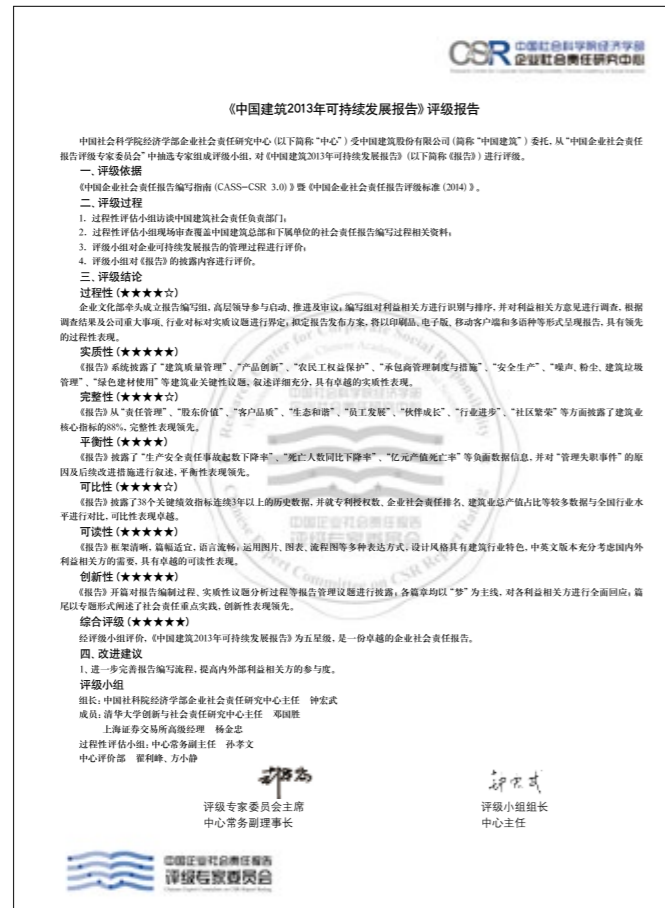 CSR 中国社会科学院经济学部
企业社会责任研究中心
《中国建筑2013年可持续发展报告》评级报告
中国社会科学院经济学部企业社会责任研究中心（以下简称“中心”）受中国建筑股份有限公司（简称“中国建筑”）委托，从“中国企业社会责任
报告评级专家委员会”中抽选专家组成评级小组，对《中国建筑2013年可持续发展报告》（以下简称《报告》）进行评级。
一、评级依据
《中国企业社会责任报告编写指南（CASS-CSR 3.0）》暨《中国企业社会责任报告评级标准（2014）》。
二、评级过程
1. 过程性评估小组访谈中国建筑社会责任负责部门；
2. 过程性评估小组现场审查覆盖中国建筑总部和下属单位的社会责任报告编写过程相关资料；
3. 评级小组对企业可持续发展报告的管理过程进行评价；
4. 评级小组对《报告》的披露内容进行评价。
三、评级结论
过程性（★★★★☆）
企业文化部牵头成立报告编写组，高层领导参与启动、推进及审议；编写组对利益相关方进行识别与排序，并对利益相关方意见进行调查，根据
调查结果及公司重大事项、行业对标对实质议题进行界定；拟定报告发布方案，将以印刷品、电子版、移动客户端和多语种等形式呈现报告，具有领先
的过程性表现。
实质性（★★★★★）
《报告》系统披露了“建筑质量管理”、“产品创新”、“农民工权益保护”、“承包商管理制度与措施”、“安全生产”、“噪声、粉尘、建筑垃圾
管理”、“绿色建材使用”等建筑业关键性议题，叙述详细充分，具有卓越的实质性表现。
完整性（★★★★☆）
《报告》从“责任管理”、“股东价值”、“客户品质”、“生态和谐”、“员工发展”、“伙伴成长”、“行业进步”、“社区繁荣”等方面披露了建筑业
核心指标的88%，完整性表现领先。
平衡性（★★★★）
《报告》披露了“生产安全责任事故起数下降率”、“死亡人数同比下降率”、“亿元产值死亡率”等负面数据信息，并对“管理失职事件”的原
因及后续改进措施进行叙述，平衡性表现领先。
可比性（★★★★☆）
《报告》披露了38个关键绩效指标连续3年以上的历史数据，并就专利授权数、企业社会责任排名、建筑业总产值占比等较多数据与全国行业水
平进行对比，可比性表现卓越。
可读性（★★★★★）
《报告》框架清晰，篇幅适宜，语言流畅；运用图片、图表、流程图等多种表达方式，设计风格具有建筑行业特色，中英文版本充分考虑国内外
利益相关方的需要，具有卓越的可读性表现。
创新性（★★★★★）
《报告》开篇对报告编制过程、实质性议题分析过程等报告管理议题进行披露；各篇章均以“梦”为主线，对各利益相关方进行全面回应；篇
尾以专题形式阐述了社会责任重点实践，创新性表现领先。
综合评级（★★★★★）
经评级小组评价，《中国建筑2013年可持续发展报告》为五星级，是一份卓越的企业社会责任报告。
四、改进建议
1、进一步完善报告编写流程，提高内外部利益相关方的参与度。
评级小组
组长：中国社科院经济学部企业社会责任研究中心主任 钟宏武
成员：清华大学创新与社会责任研究中心主任 邓国胜
上海证券交易所高级经理 杨金忠
过程性评估小组：中心常务副主任 孙孝文
中心评价部 翟利峰、方小静
评级专家委员会主席 评级小组组长
中心常务副理事长 中心主任
中国企业社会责任报告
评级专家委员会